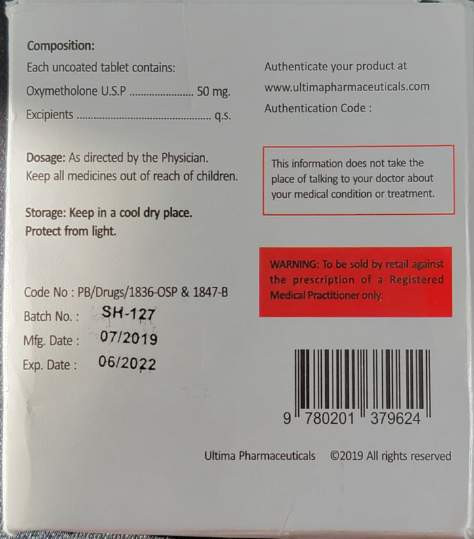 Composition:
Each uncoated tablet contains:
Oxymetholone U.S.P ...................... 50 mg.
Excipients ............................................. q.s.
Dosage: As directed by the Physician.
Keep all medicines out of reach of children.
Storage: Keep in a cool dry place.
Protect from light.
Code No : PB/Drugs/1836-OSP & 1847-B
Batch No. : SH-127
Mfg. Date : 07/2019
Exp. Date : 06/2022
Authenticate your product at
www.ultimapharmaceuticals.com
Authentication Code :
This information does not take the
place of talking to your doctor about
your medical condition or treatment.
WARNING: To be sold by retail against
the prescription of a Registered
Medical Practitioner only.
9 780201 379624
Ultima Pharmaceuticals ©2019 All rights reserved